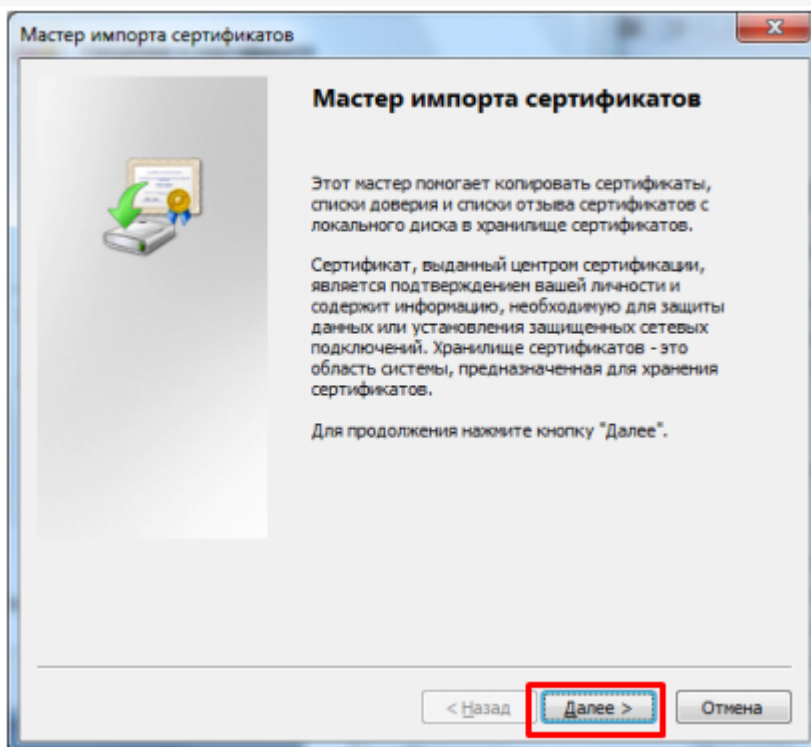 Мастер импорта сертификатов
Мастер импорта сертификатов
Этот мастер помогает копировать сертификаты,
списки доверия и списки отзыва сертификатов с
локального диска в хранилище сертификатов.
Сертификат, выданный центром сертификации,
является подтверждением вашей личности и
содержит информацию, необходимую для защиты
данных или установления защищенных сетевых
подключений. Хранилище сертификатов - это
область системы, предназначенная для хранения
сертификатов.
Для продолжения нажмите кнопку "Далее".
< Назад Далее > Отмена